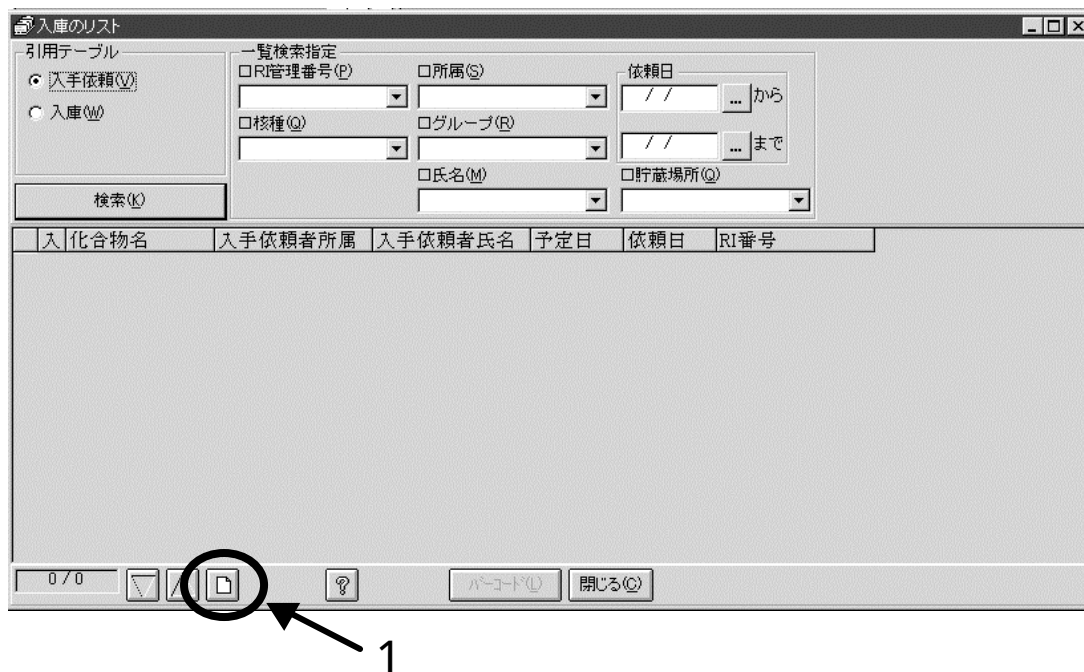 入庫のリスト
引用テーブル
入手依頼(V)
入庫(W)
検索(K)
一覧検索指定
RI管理番号(P)
所属(S)
依頼日
/ /
... から
核種(Q)
グループ(R)
/ /
... まで
氏名(M)
貯蔵場所(Q)
入 化合物名 入手依頼者所属 入手依頼者氏名 予定日 依頼日 RI番号
0 / 0
?
バーコード(L)
閉じる(C)
1